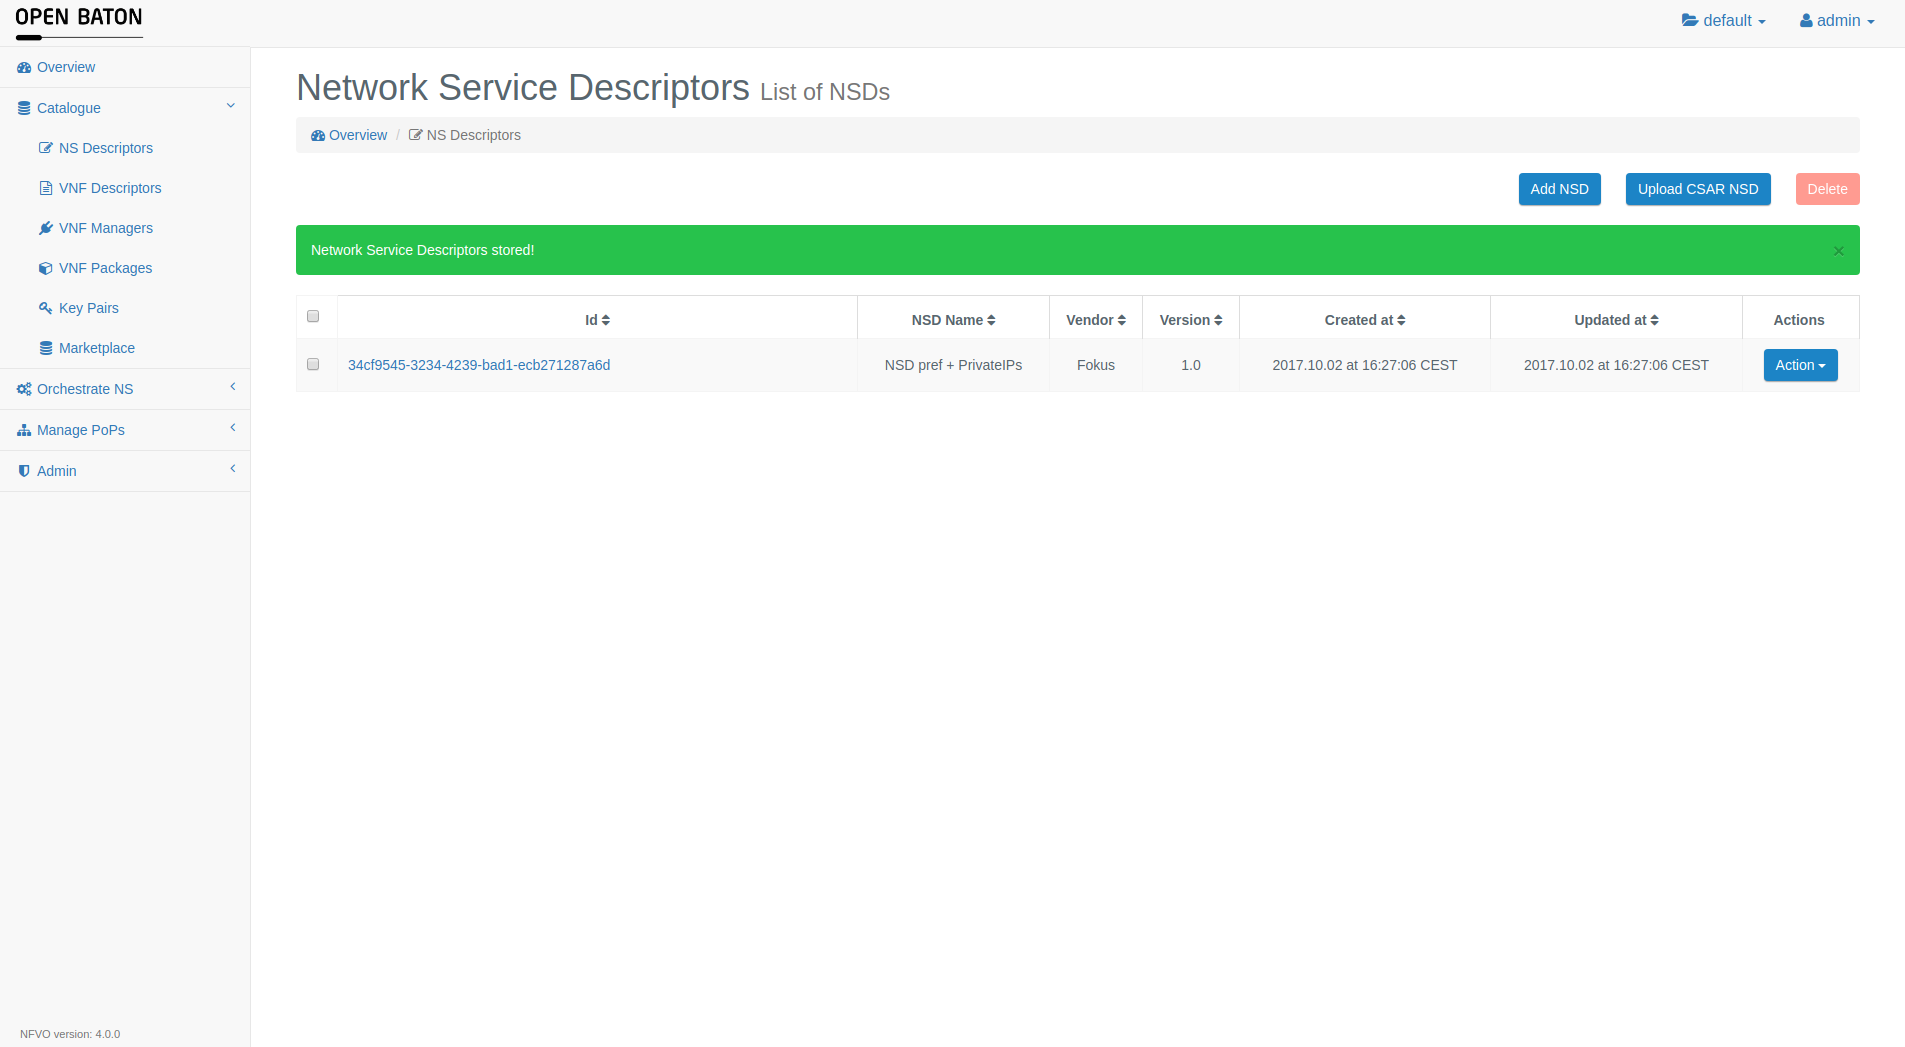 OPEN BATON
default
admin
Overview
Catalogue
NS Descriptors
VNF Descriptors
VNF Managers
VNF Packages
Key Pairs
Marketplace
Orchestrate NS
Manage PoPs
Admin
NFVO version: 4.0.0
Network Service Descriptors List of NSDs
Overview / NS Descriptors
Add NSD Upload CSAR NSD Delete
Network Service Descriptors stored! ×
Id NSD Name Vendor Version Created at Updated at Actions
34cf9545-3234-4239-bad1-ecb271287a6d NSD pref + PrivateIPs Fokus 1.0 2017.10.02 at 16:27:06 CEST 2017.10.02 at 16:27:06 CEST Action